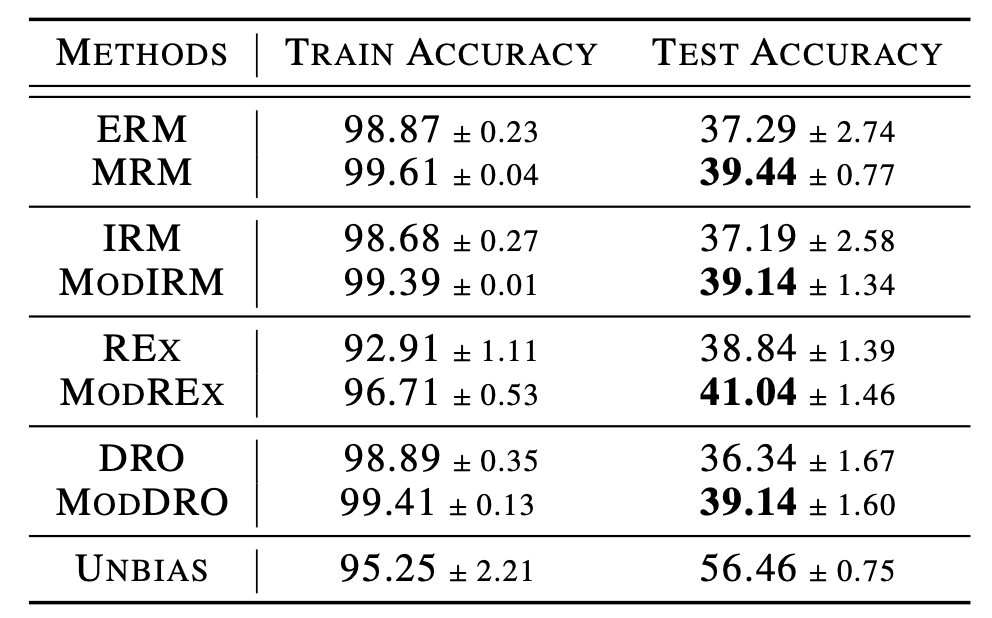 METHODS TRAIN ACCURACY TEST ACCURACY
ERM 98.87 ± 0.23 37.29 ± 2.74
MRM 99.61 ± 0.04 39.44 ± 0.77
IRM 98.68 ± 0.27 37.19 ± 2.58
MODIRM 99.39 ± 0.01 39.14 ± 1.34
REX 92.91 ± 1.11 38.84 ± 1.39
MODREX 96.71 ± 0.53 41.04 ± 1.46
DRO 98.89 ± 0.35 36.34 ± 1.67
MODDRO 99.41 ± 0.13 39.14 ± 1.60
UNBIAS 95.25 ± 2.21 56.46 ± 0.75